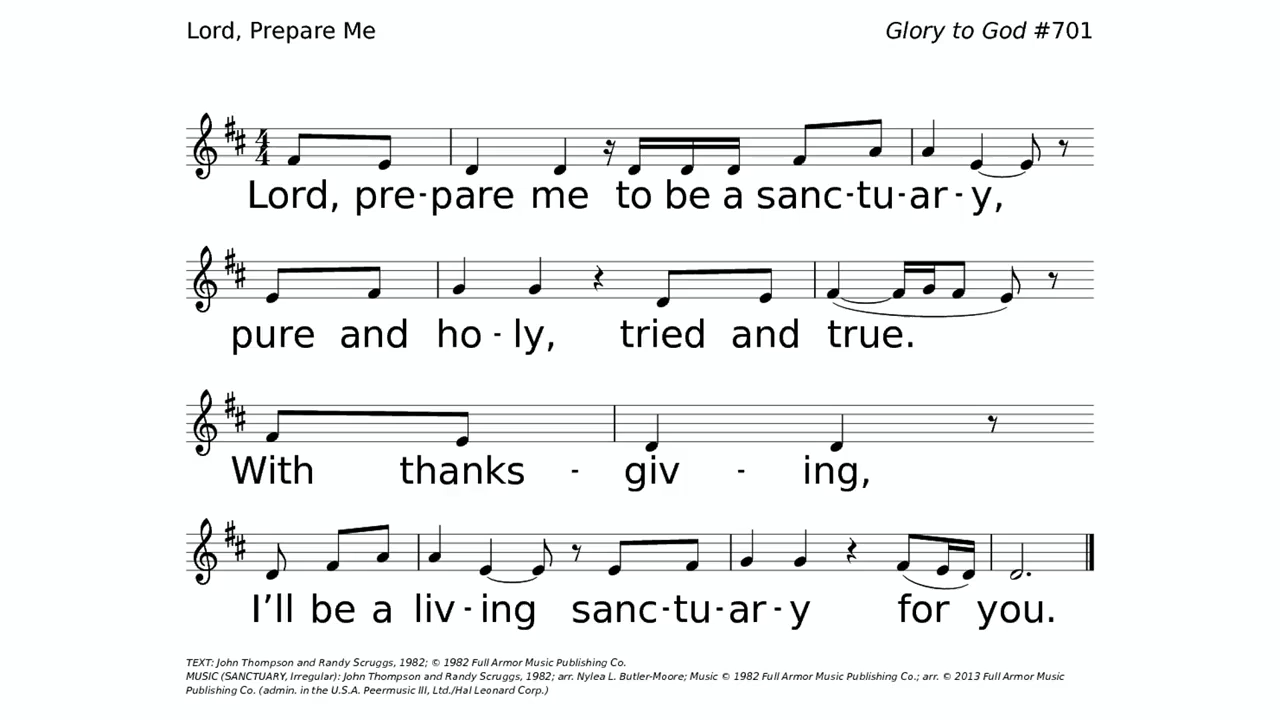 Lord, Prepare Me
Glory to God #701
Lord, pre-pare me to be a sanc-tu-ar-y,
pure and ho-ly, tried and true.
With thanks - giv - ing,
I’ll be a liv-ing sanc-tu-ar-y for you.
TEXT: John Thompson and Randy Scruggs, 1982; © 1982 Full Armor Music Publishing Co.
MUSIC (SANCTUARY, Irregular): John Thompson and Randy Scruggs, 1982; arr. Nylea L. Butler-Moore; Music © 1982 Full Armor Music Publishing Co.; arr. © 2013 Full Armor Music
Publishing Co. (admin. in the U.S.A. Peermusic III, Ltd./Hal Leonard Corp.)